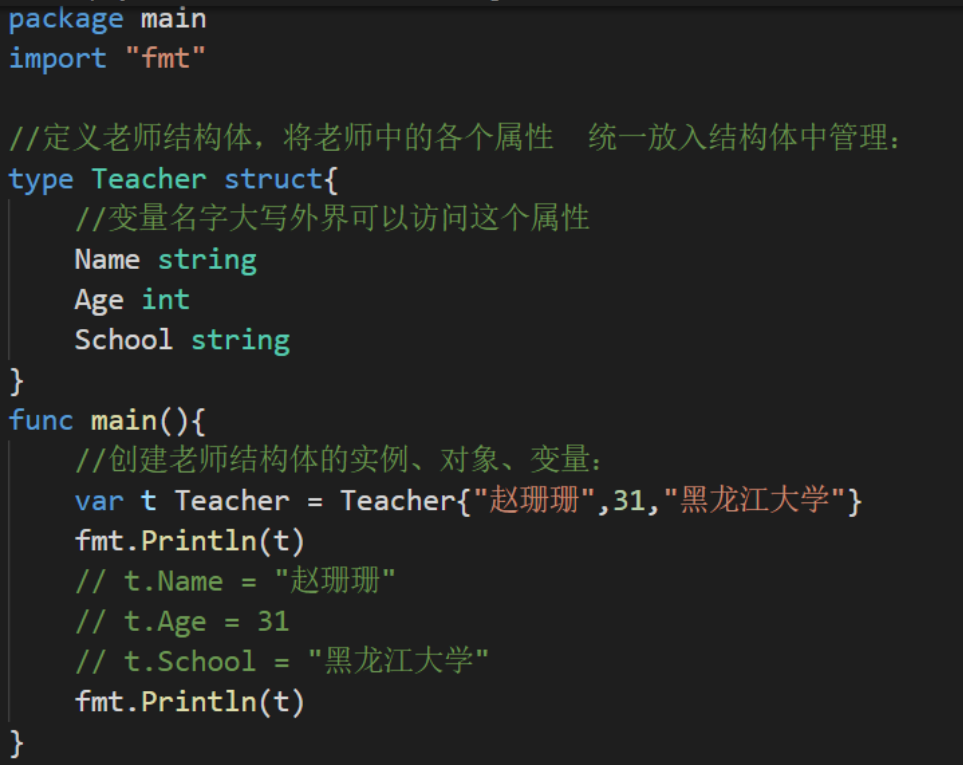 package main
import "fmt"
//定义老师结构体，将老师中的各个属性  统一放入结构体中管理：
type Teacher struct{
    //变量名字大写外界可以访问这个属性
    Name string
    Age int
    School string
}
func main(){
    //创建老师结构体的实例、对象、变量：
    var t Teacher = Teacher{"赵珊珊",31,"黑龙江大学"}
    fmt.Println(t)
    // t.Name = "赵珊珊"
    // t.Age = 31
    // t.School = "黑龙江大学"
    fmt.Println(t)
}